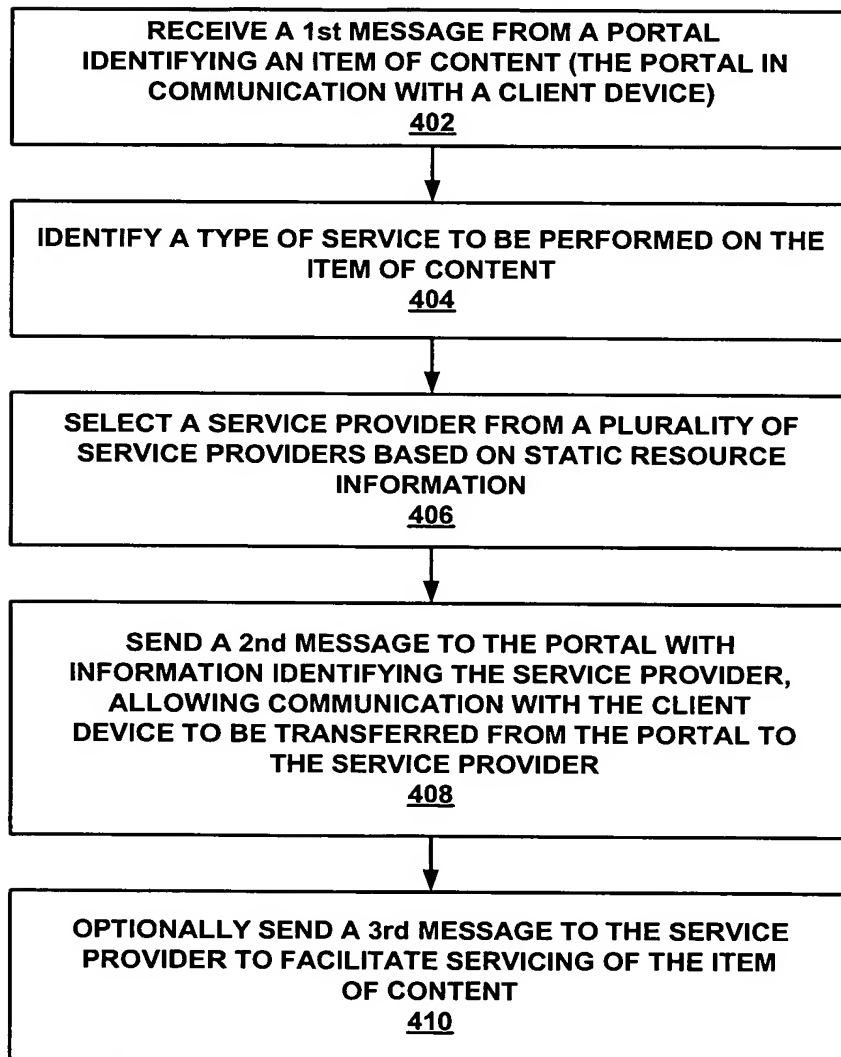 RECEIVE A 1st MESSAGE FROM A PORTAL
IDENTIFYING AN ITEM OF CONTENT (THE PORTAL IN
COMMUNICATION WITH A CLIENT DEVICE)
402
IDENTIFY A TYPE OF SERVICE TO BE PERFORMED ON THE
ITEM OF CONTENT
404
SELECT A SERVICE PROVIDER FROM A PLURALITY OF
SERVICE PROVIDERS BASED ON STATIC RESOURCE
INFORMATION
406
SEND A 2nd MESSAGE TO THE PORTAL WITH
INFORMATION IDENTIFYING THE SERVICE PROVIDER,
ALLOWING COMMUNICATION WITH THE CLIENT
DEVICE TO BE TRANSFERRED FROM THE PORTAL TO
THE SERVICE PROVIDER
408
OPTIONALLY SEND A 3rd MESSAGE TO THE SERVICE
PROVIDER TO FACILITATE SERVICING OF THE ITEM
OF CONTENT
410